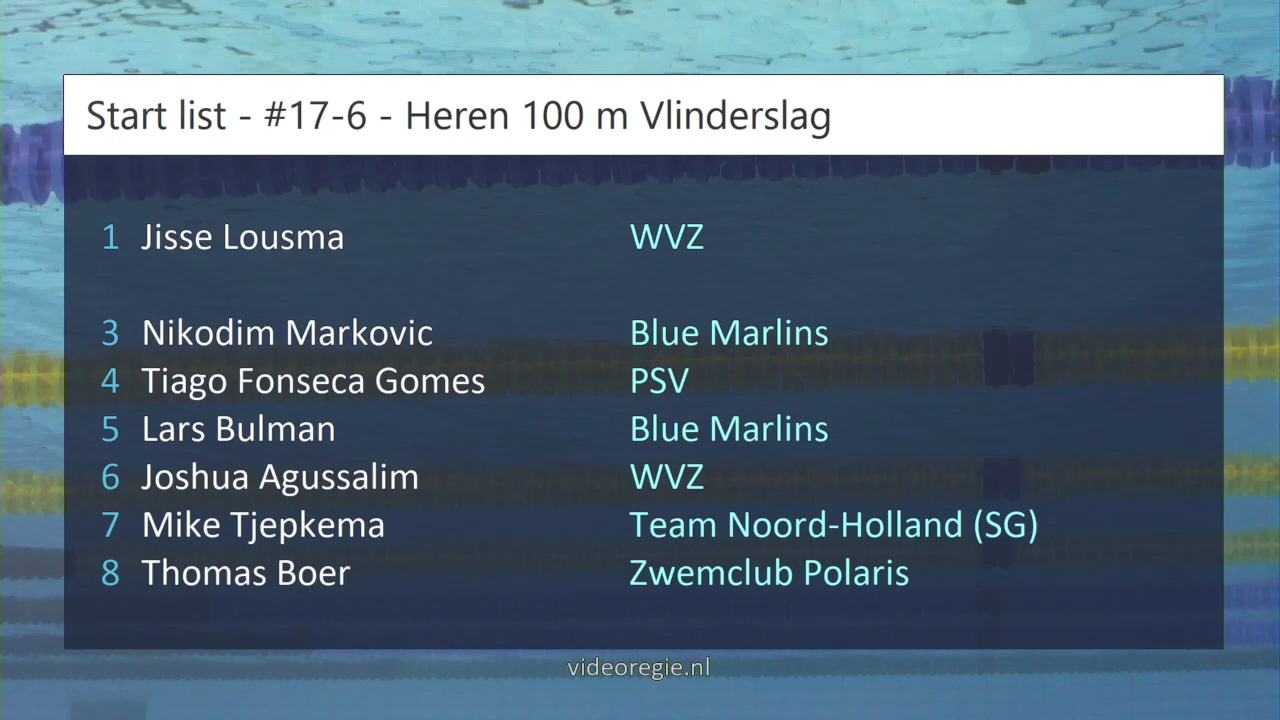 Start list - #17-6 - Heren 100 m Vlinderslag
1 Jisse Lousma WVZ
3 Nikodim Markovic Blue Marlins
4 Tiago Fonseca Gomes PSV
5 Lars Bulman Blue Marlins
6 Joshua Agussalim WVZ
7 Mike Tjepkema Team Noord-Holland (SG)
8 Thomas Boer Zwemclub Polaris
videoregie.nl